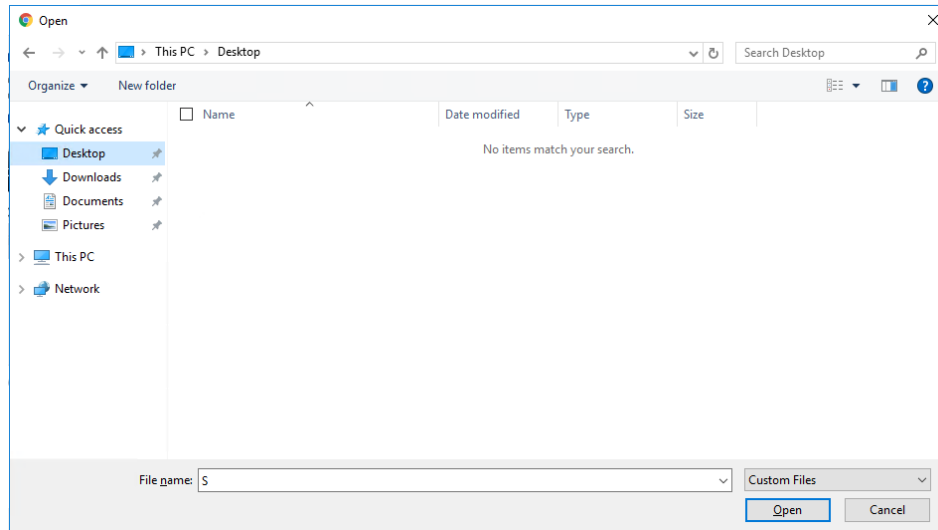 Open
This PC > Desktop
Search Desktop
Organize
New folder
Name
Date modified
Type
Size
No items match your search.
Quick access
Desktop
Downloads
Documents
Pictures
This PC
Network
File name: S
Custom Files
Open
Cancel